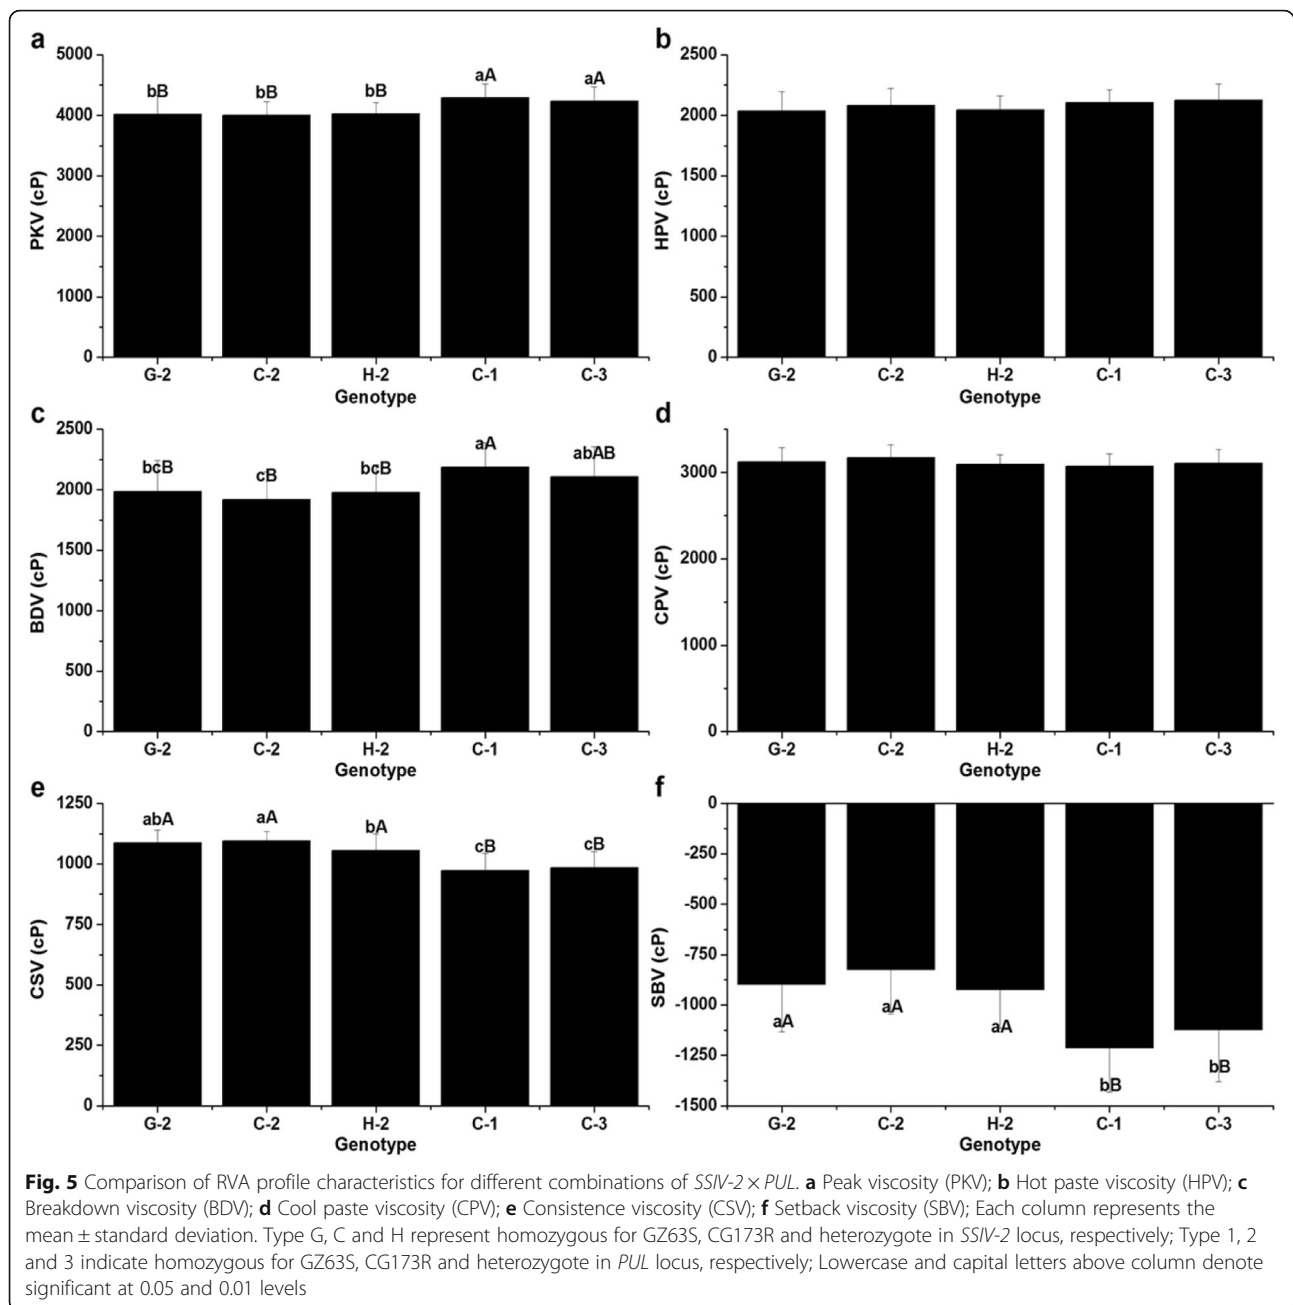 a
5000
4000
3000
2000
1000
0
PKV (cP)
bB
bB
bB
aA
aA
G-2
C-2
H-2
C-1
C-3
Genotype
b
2500
2000
1500
1000
500
0
HPV (cP)
G-2
C-2
H-2
C-1
C-3
Genotype
c
2500
2000
1500
1000
500
0
BDV (cP)
bcB
cB
bcB
aA
abAB
G-2
C-2
H-2
C-1
C-3
Genotype
d
3000
2000
1000
0
CPV (cP)
G-2
C-2
H-2
C-1
C-3
Genotype
e
1250
1000
750
500
250
0
CSV (cP)
abA
aA
bA
cB
cB
G-2
C-2
H-2
C-1
C-3
Genotype
f
0
-250
-500
-750
-1000
-1250
-1500
SBV (cP)
aA
aA
aA
bB
bB
G-2
C-2
H-2
C-1
C-3
Genotype
Fig. 5 Comparison of RVA profile characteristics for different combinations of SSIV-2 × PUL. a Peak viscosity (PKV); b Hot paste viscosity (HPV); c
Breakdown viscosity (BDV); d Cool paste viscosity (CPV); e Consistence viscosity (CSV); f Setback viscosity (SBV); Each column represents the
mean ± standard deviation. Type G, C and H represent homozygous for GZ63S, CG173R and heterozygote in SSIV-2 locus, respectively; Type 1, 2
and 3 indicate homozygous for GZ63S, CG173R and heterozygote in PUL locus, respectively; Lowercase and capital letters above column denote
significant at 0.05 and 0.01 levels